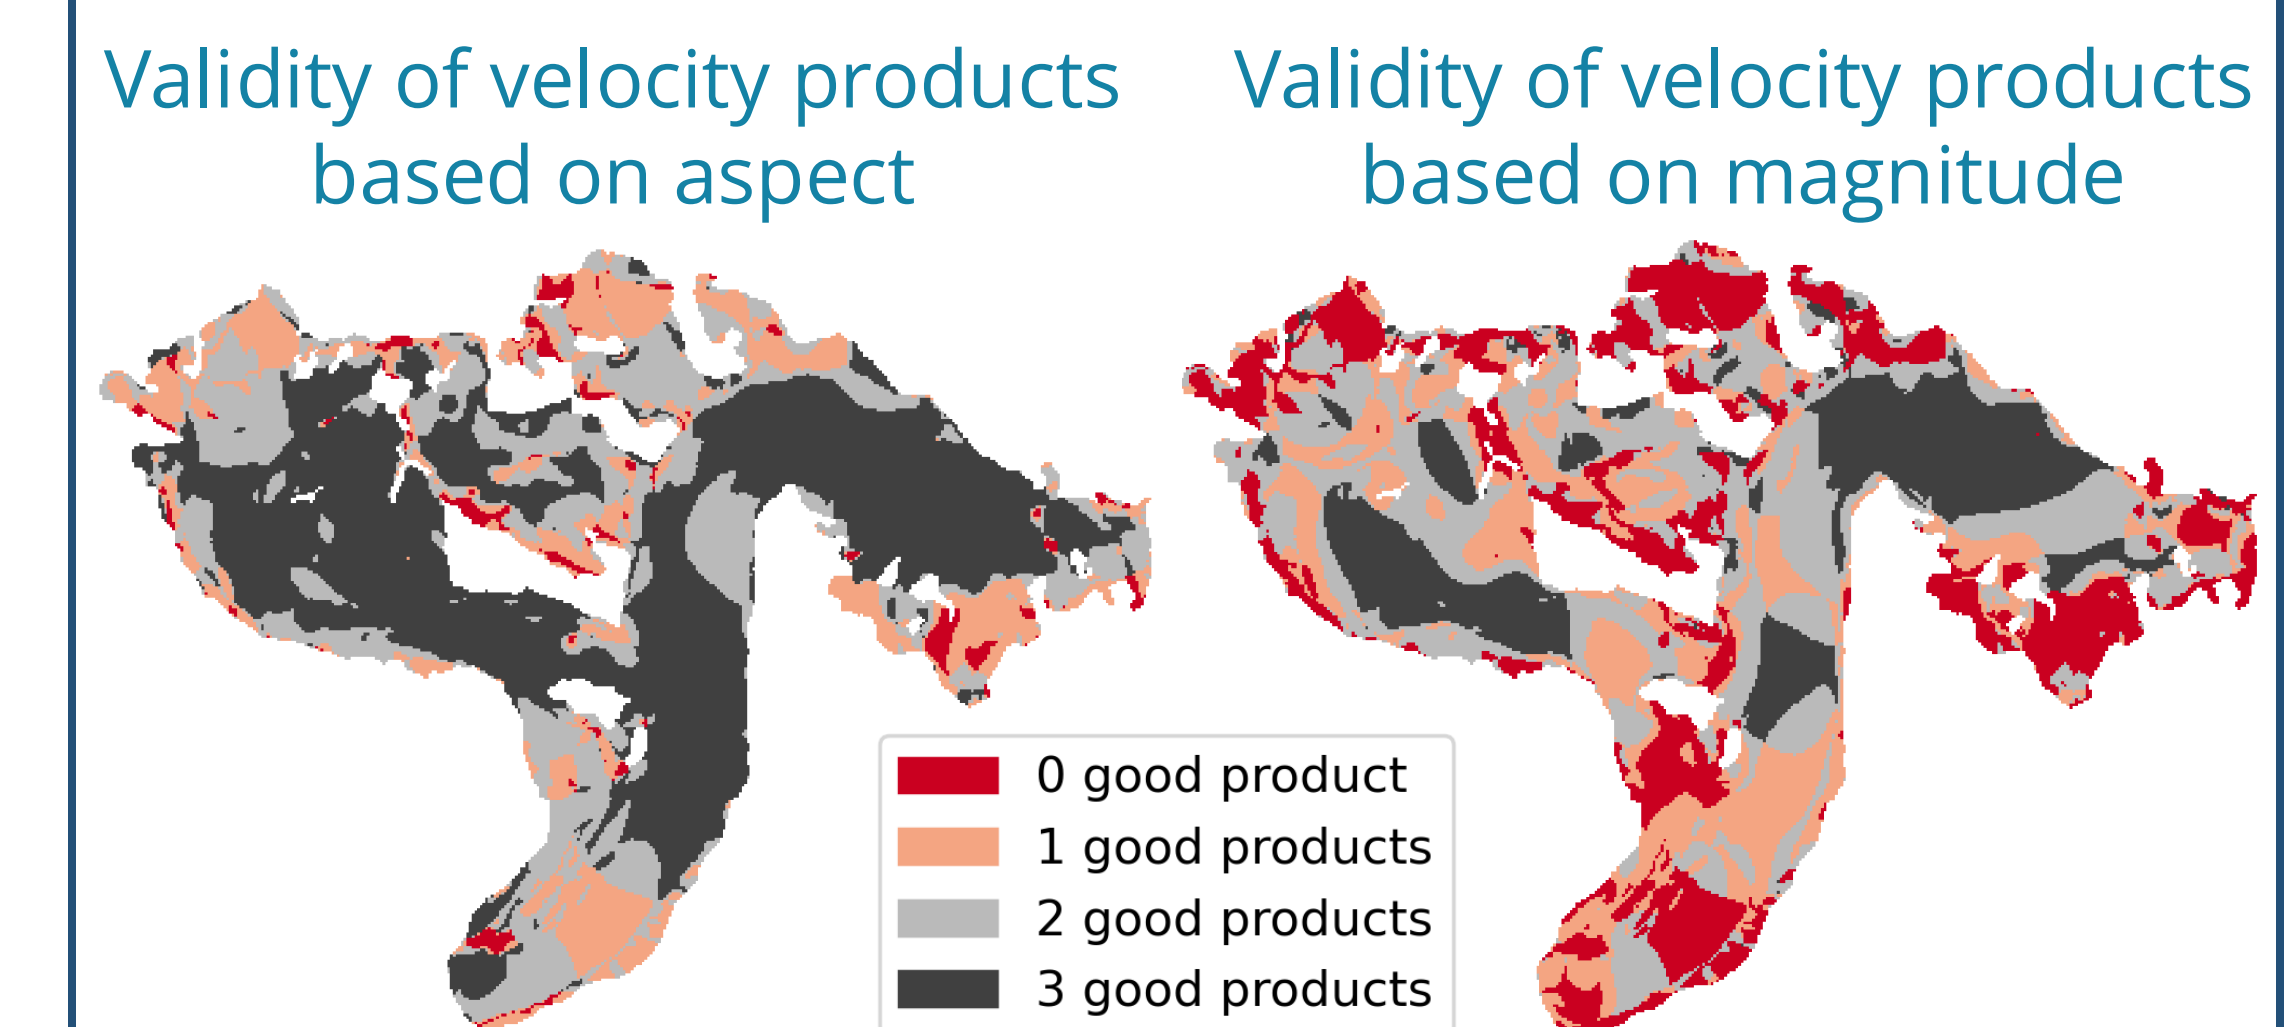 Validity of velocity products
based on aspect
Validity of velocity products
based on magnitude
0 good product
1 good products
2 good products
3 good products